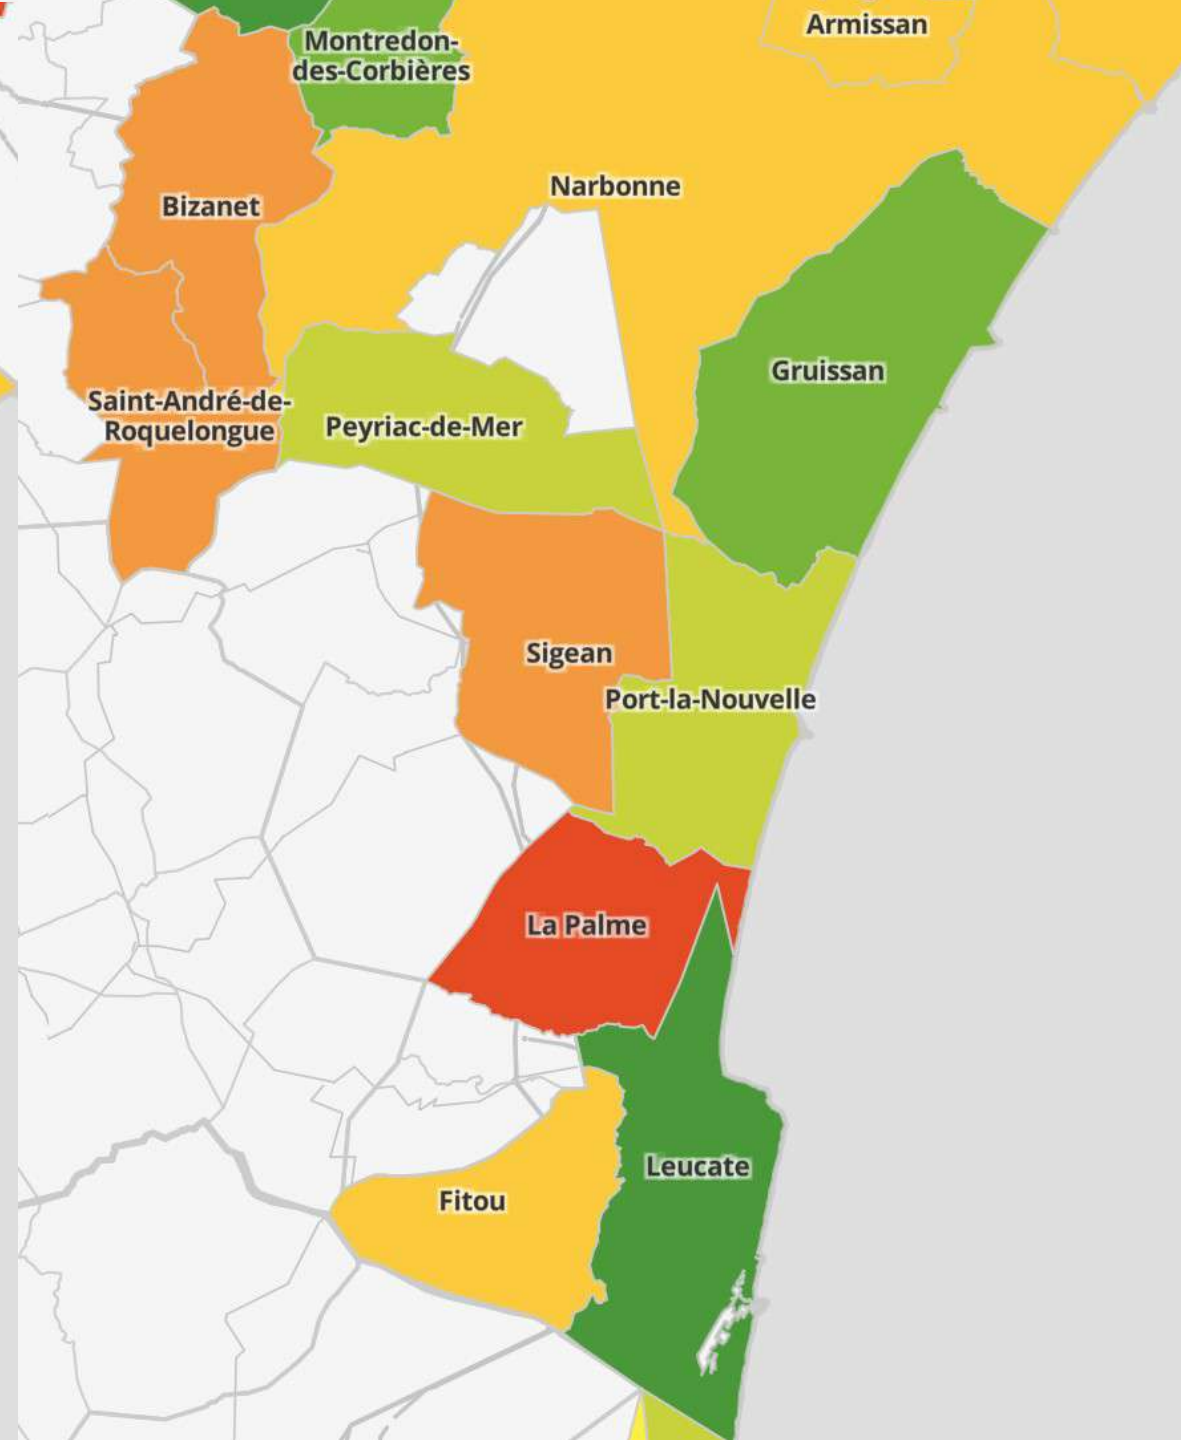 Armissan
Montredon-
des-Corbières
Narbonne
Bizanet
Gruissan
Saint-André-de-
Roquelongue
Peyriac-de-Mer
Sigean
Port-la-Nouvelle
La Palme
Leucate
Fitou